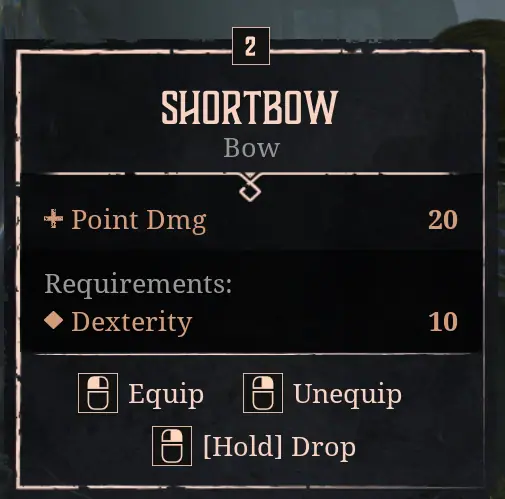 2
SHORTBOW
Bow
Point Dmg 20
Requirements:
Dexterity 10
Equip Unequip
[Hold] Drop